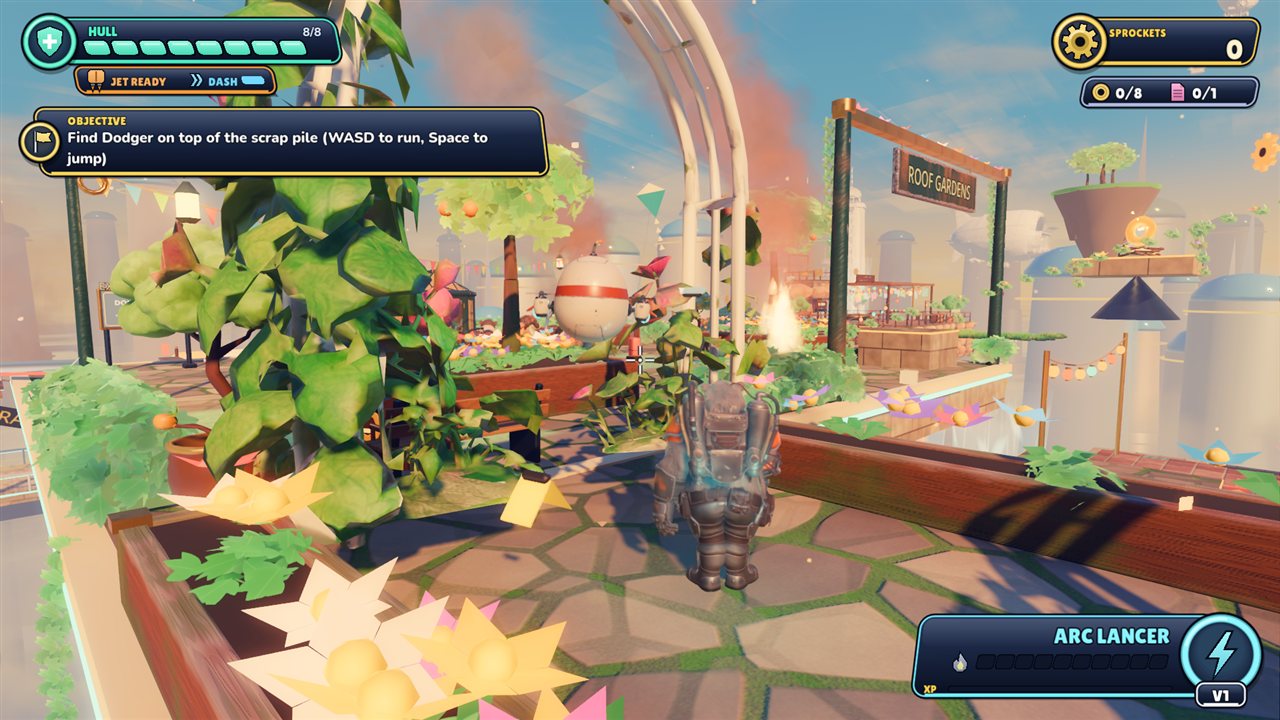 HULL
8/8
JET READY
DASH
SPROCKETS
0
0/8
0/1
OBJECTIVE
Find Dodger on top of the scrap pile (WASD to run, Space to
jump)
ROOF GARDENS
ARC LANCER
XP
V1